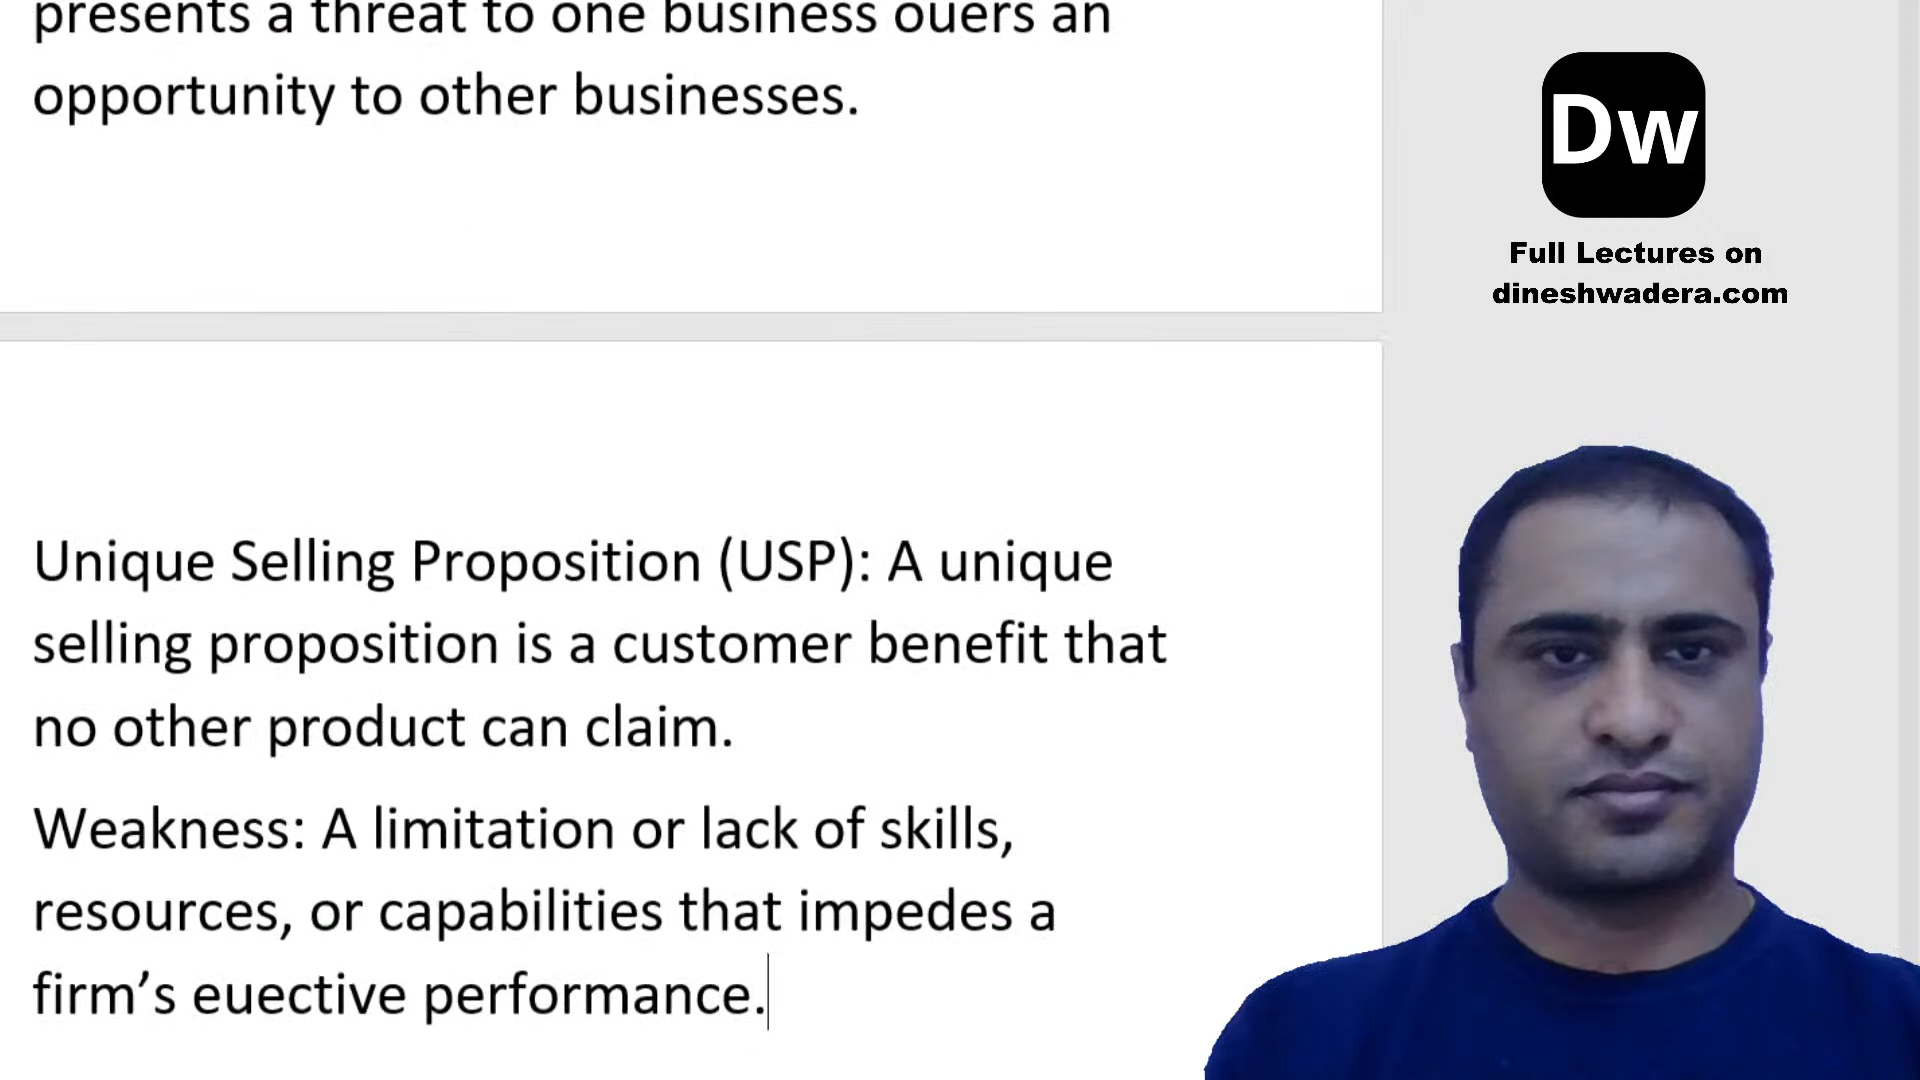 presents a threat to one business ouers an
opportunity to other businesses.
Unique Selling Proposition (USP): A unique
selling proposition is a customer benefit that
no other product can claim.
Weakness: A limitation or lack of skills,
resources, or capabilities that impedes a
firm’s euective performance.
Dw
Full Lectures on
dineshwadera.com